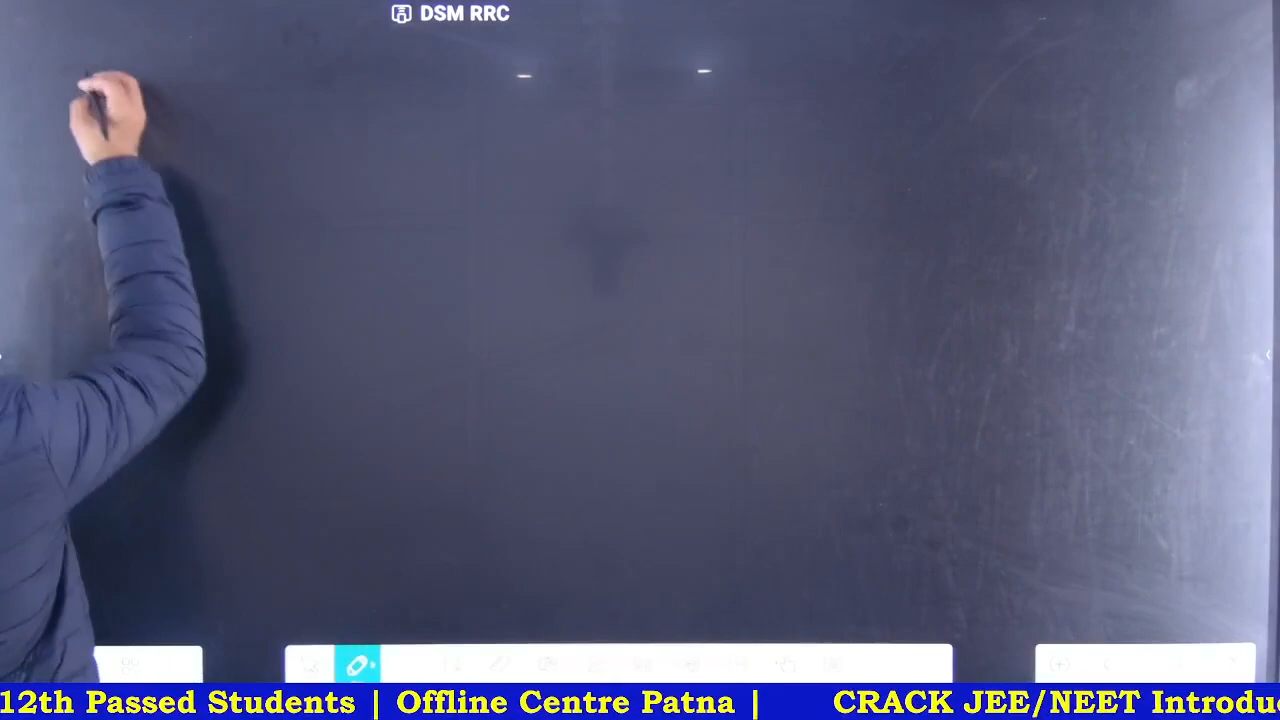 DSM RRC
12th Passed Students | Offline Centre Patna | CRACK JEE/NEET Introdu